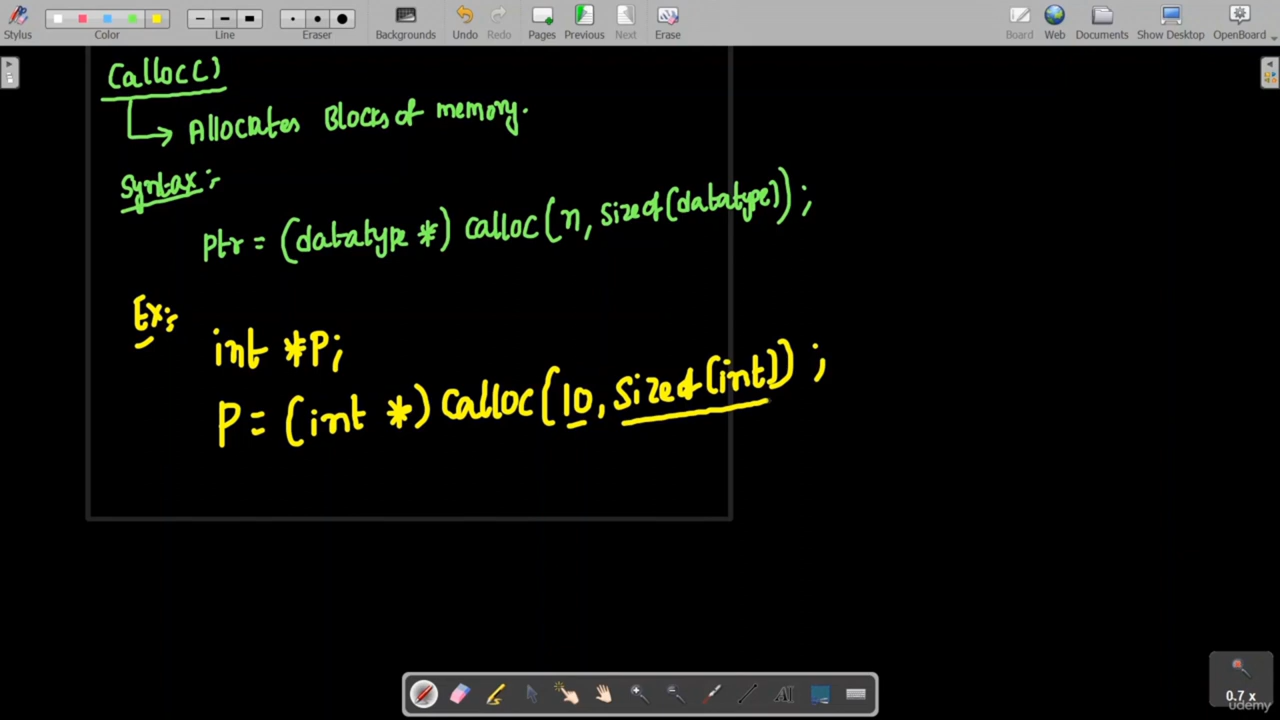 Stylus
Color
Line
Eraser
Backgrounds
Undo
Redo
Pages
Previous
Next
Erase
Board
Web
Documents
Show Desktop
OpenBoard
Calloc()
Allocates Blocks of memory.
Syntax:
Ptr = (datatype *) calloc(n, sizeof(datatype));
Ex:
int *P;
P = (int *) calloc(10, sizeof(int));
0.7 x
udemy